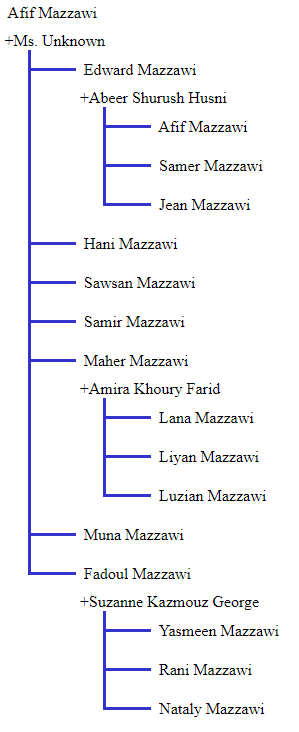 Afif Mazzawi
+Ms. Unknown
Edward Mazzawi
+Abeer Shurush Husni
Afif Mazzawi
Samer Mazzawi
Jean Mazzawi
Hani Mazzawi
Sawsan Mazzawi
Samir Mazzawi
Maher Mazzawi
+Amira Khoury Farid
Lana Mazzawi
Liyan Mazzawi
Luzian Mazzawi
Muna Mazzawi
Fadoul Mazzawi
+Suzanne Kazmouz George
Yasmeen Mazzawi
Rani Mazzawi
Nataly Mazzawi